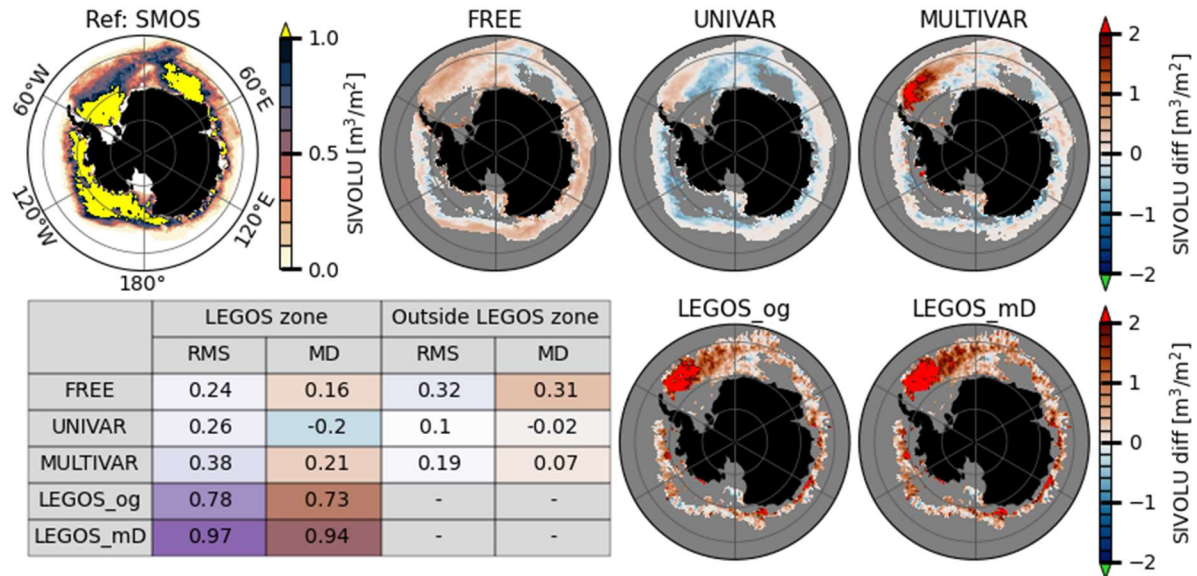 Ref: SMOS
FREE
UNIVAR
MULTIVAR
60°W
60°E
120°W
120°E
180°
1.0
0.5
0.0
SIVOLU [m³/m²]
2
1
0
−1
−2
SIVOLU diff [m³/m²]
LEGOS zone Outside LEGOS zone
RMS MD RMS MD
FREE 0.24 0.16 0.32 0.31
UNIVAR 0.26 -0.2 0.1 -0.02
MULTIVAR 0.38 0.21 0.19 0.07
LEGOS_og 0.78 0.73 - -
LEGOS_mD 0.97 0.94 - -
LEGOS_og
LEGOS_mD
2
1
0
−1
−2
SIVOLU diff [m³/m²]